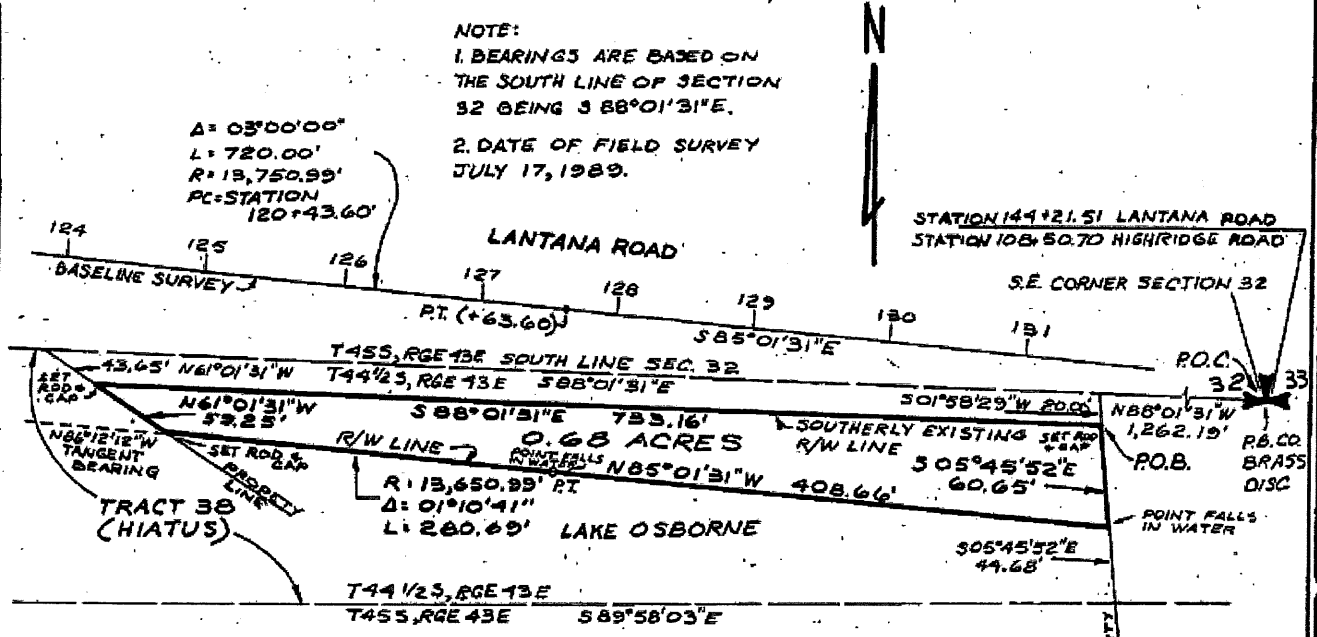 NOTE:
1. BEARINGS ARE BASED ON
THE SOUTH LINE OF SECTION
32 BEING S 88°01'31"E.
2. DATE OF FIELD SURVEY
JULY 17, 1989.
N
Δ= 03°00'00"
L= 720.00'
R= 13,750.99'
PC=STATION
120+43.60'
LANTANA ROAD
STATION 144+21.51 LANTANA ROAD
STATION 108+50.70 HIGHRIDGE ROAD
S.E. CORNER SECTION 32
124
125
126
127
128
129
130
131
BASELINE SURVEY
P.T. (+63.60)
S85°01'31"E
P.O.C.
32
33
T45S, RGE 43E SOUTH LINE SEC. 32
T44 1/2S, RGE 43E S88°01'31"E
43.65' N61°01'31"W
SET ROD & CAP
N61°01'31"W
59.25'
S 88°01'31"E 733.16'
S01°58'29"W 20.00'
N88°01'31"W
1,262.19'
P.B.CO.
BRASS
DISC
0.68 ACRES
SOUTHERLY EXISTING
R/W LINE
SET ROD & CAP
P.O.B.
N86°12'12"W
TANGENT
BEARING
SET ROD & CAP
PROPERTY LINE
R/W LINE
POINT FALLS
IN WATER
P.T.
N85°01'31"W 408.66'
S05°45'52"E
60.65'
R= 13,650.99'
Δ= 01°10'41"
L= 280.69'
LAKE OSBORNE
TRACT 38
(HIATUS)
POINT FALLS
IN WATER
S05°45'52"E
44.68'
T44 1/2S, RGE 43E
T45S, RGE 43E S89°58'03"E